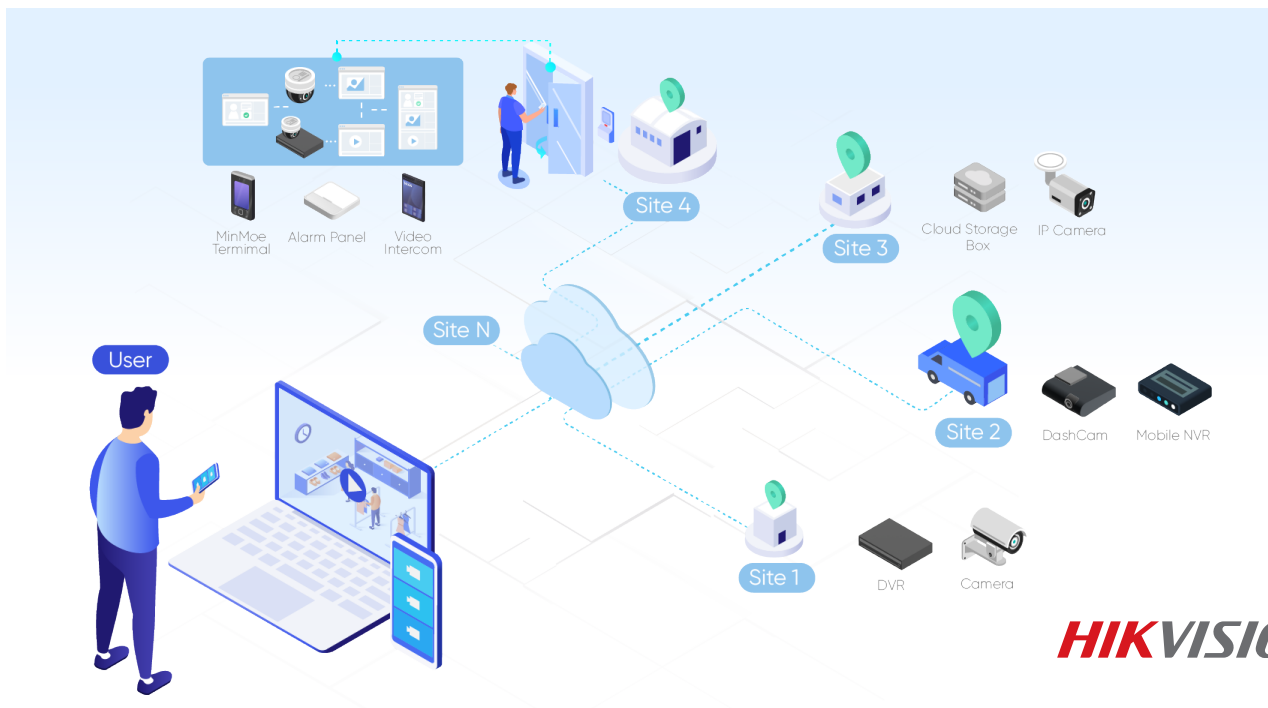 MinMoe
Termimal
Alarm Panel
Video
Intercom
Site 4
Site 3
Cloud Storage
Box
IP Camera
Site N
User
Site 2
DashCam
Mobile NVR
Site 1
DVR
Camera
HIKVISIO